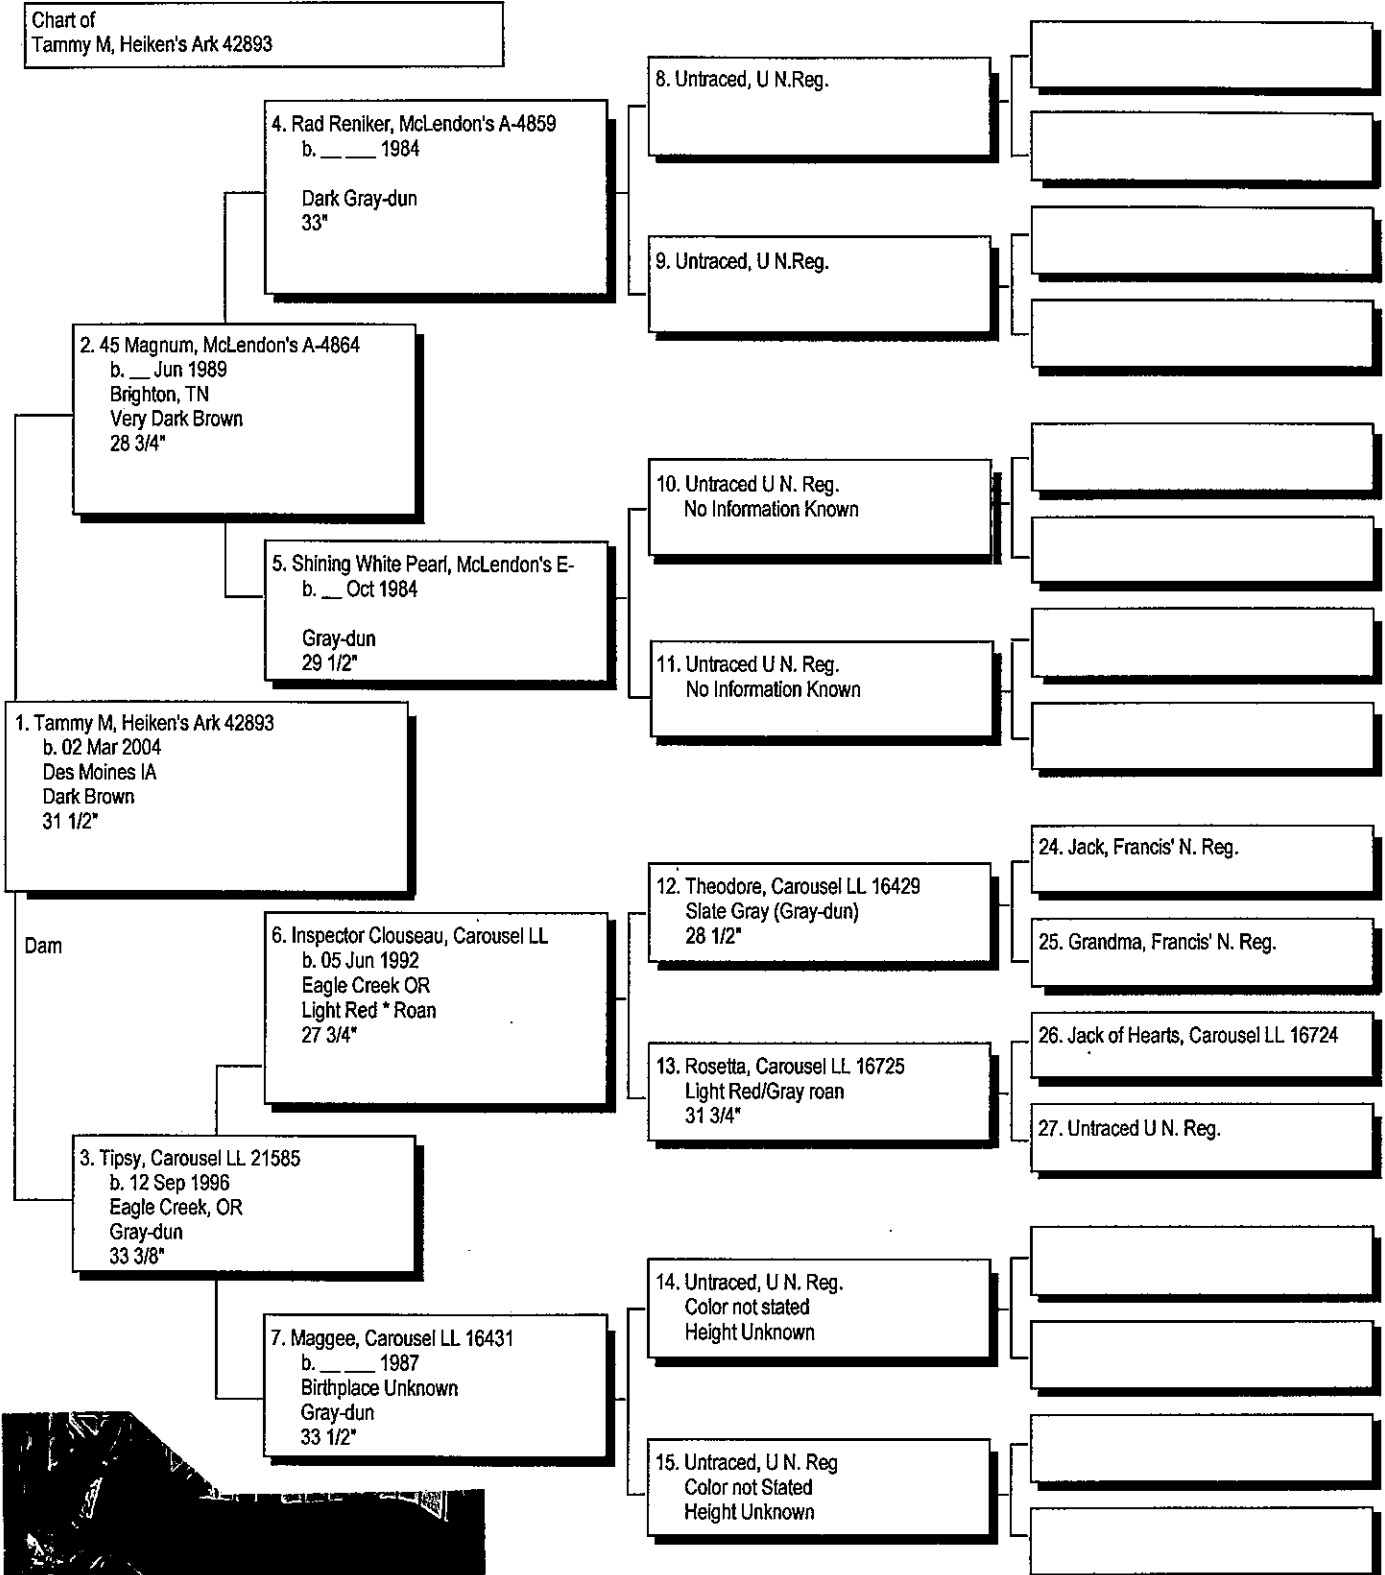 Chart of
Tammy M, Heiken's Ark 42893
8. Untraced, U N.Reg.
4. Rad Reniker, McLendon's A-4859
b. __ ___ 1984
Dark Gray-dun
33"
9. Untraced, U N.Reg.
2. 45 Magnum, McLendon's A-4864
b. __ Jun 1989
Brighton, TN
Very Dark Brown
28 3/4"
10. Untraced U N. Reg.
No Information Known
5. Shining White Pearl, McLendon's E-
b. __ Oct 1984
Gray-dun
29 1/2"
11. Untraced U N. Reg.
No Information Known
1. Tammy M, Heiken's Ark 42893
b. 02 Mar 2004
Des Moines IA
Dark Brown
31 1/2"
24. Jack, Francis' N. Reg.
12. Theodore, Carousel LL 16429
Slate Gray (Gray-dun)
28 1/2"
25. Grandma, Francis' N. Reg.
Dam
6. Inspector Clouseau, Carousel LL
b. 05 Jun 1992
Eagle Creek OR
Light Red * Roan
27 3/4"
26. Jack of Hearts, Carousel LL 16724
13. Rosetta, Carousel LL 16725
Light Red/Gray roan
31 3/4"
27. Untraced U N. Reg.
3. Tipsy, Carousel LL 21585
b. 12 Sep 1996
Eagle Creek, OR
Gray-dun
33 3/8"
14. Untraced, U N. Reg.
Color not stated
Height Unknown
7. Maggee, Carousel LL 16431
b. __ ___ 1987
Birthplace Unknown
Gray-dun
33 1/2"
15. Untraced, U N. Reg
Color not Stated
Height Unknown